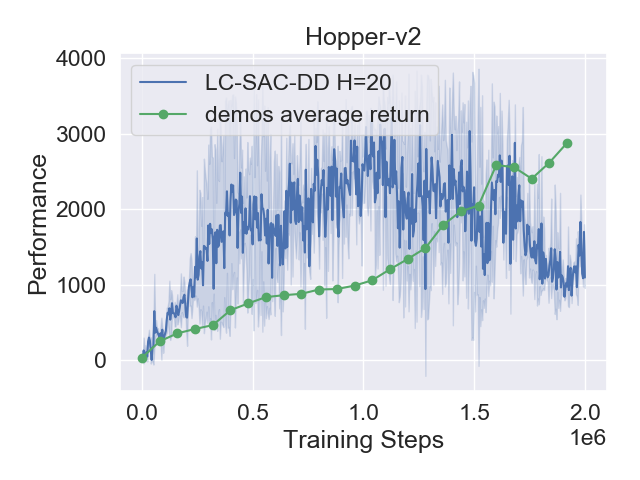 Hopper-v2
4000
3000
2000
1000
0
Performance
LC-SAC-DD H=20
demos average return
0.0 0.5 1.0 1.5 2.0
1e6
Training Steps